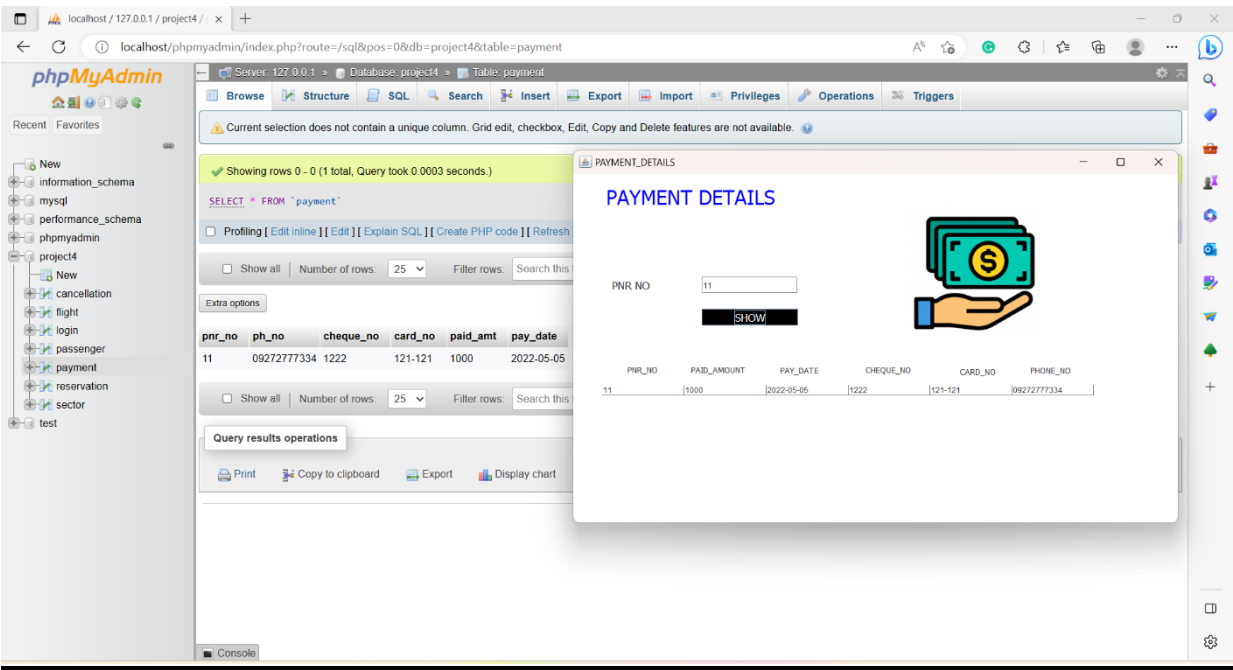 localhost / 127.0.0.1 / project4 /
localhost/phpmyadmin/index.php?route=/sql&pos=0&db=project4&table=payment
phpMyAdmin
Recent Favorites
New
information_schema
mysql
performance_schema
phpmyadmin
project4
New
cancellation
flight
login
passenger
payment
reservation
sector
test
Server: 127.0.0.1 » Database: project4 » Table: payment
Browse Structure SQL Search Insert Export Import Privileges Operations Triggers
Current selection does not contain a unique column. Grid edit, checkbox, Edit, Copy and Delete features are not available.
Showing rows 0 - 0 (1 total, Query took 0.0003 seconds.)
SELECT * FROM `payment`
Profiling [ Edit inline ] [ Edit ] [ Explain SQL ] [ Create PHP code ] [ Refresh
Show all | Number of rows: 25 Filter rows: Search this
Extra options
pnr_no ph_no cheque_no card_no paid_amt pay_date
11 09272777334 1222 121-121 1000 2022-05-05
Show all | Number of rows: 25 Filter rows: Search this
Query results operations
Print Copy to clipboard Export Display chart
Console
PAYMENT_DETAILS
PAYMENT DETAILS
$
PNR NO 11
SHOW
PNR_NO PAID_AMOUNT PAY_DATE CHEQUE_NO CARD_NO PHONE_NO
11 1000 2022-05-05 1222 121-121 09272777334